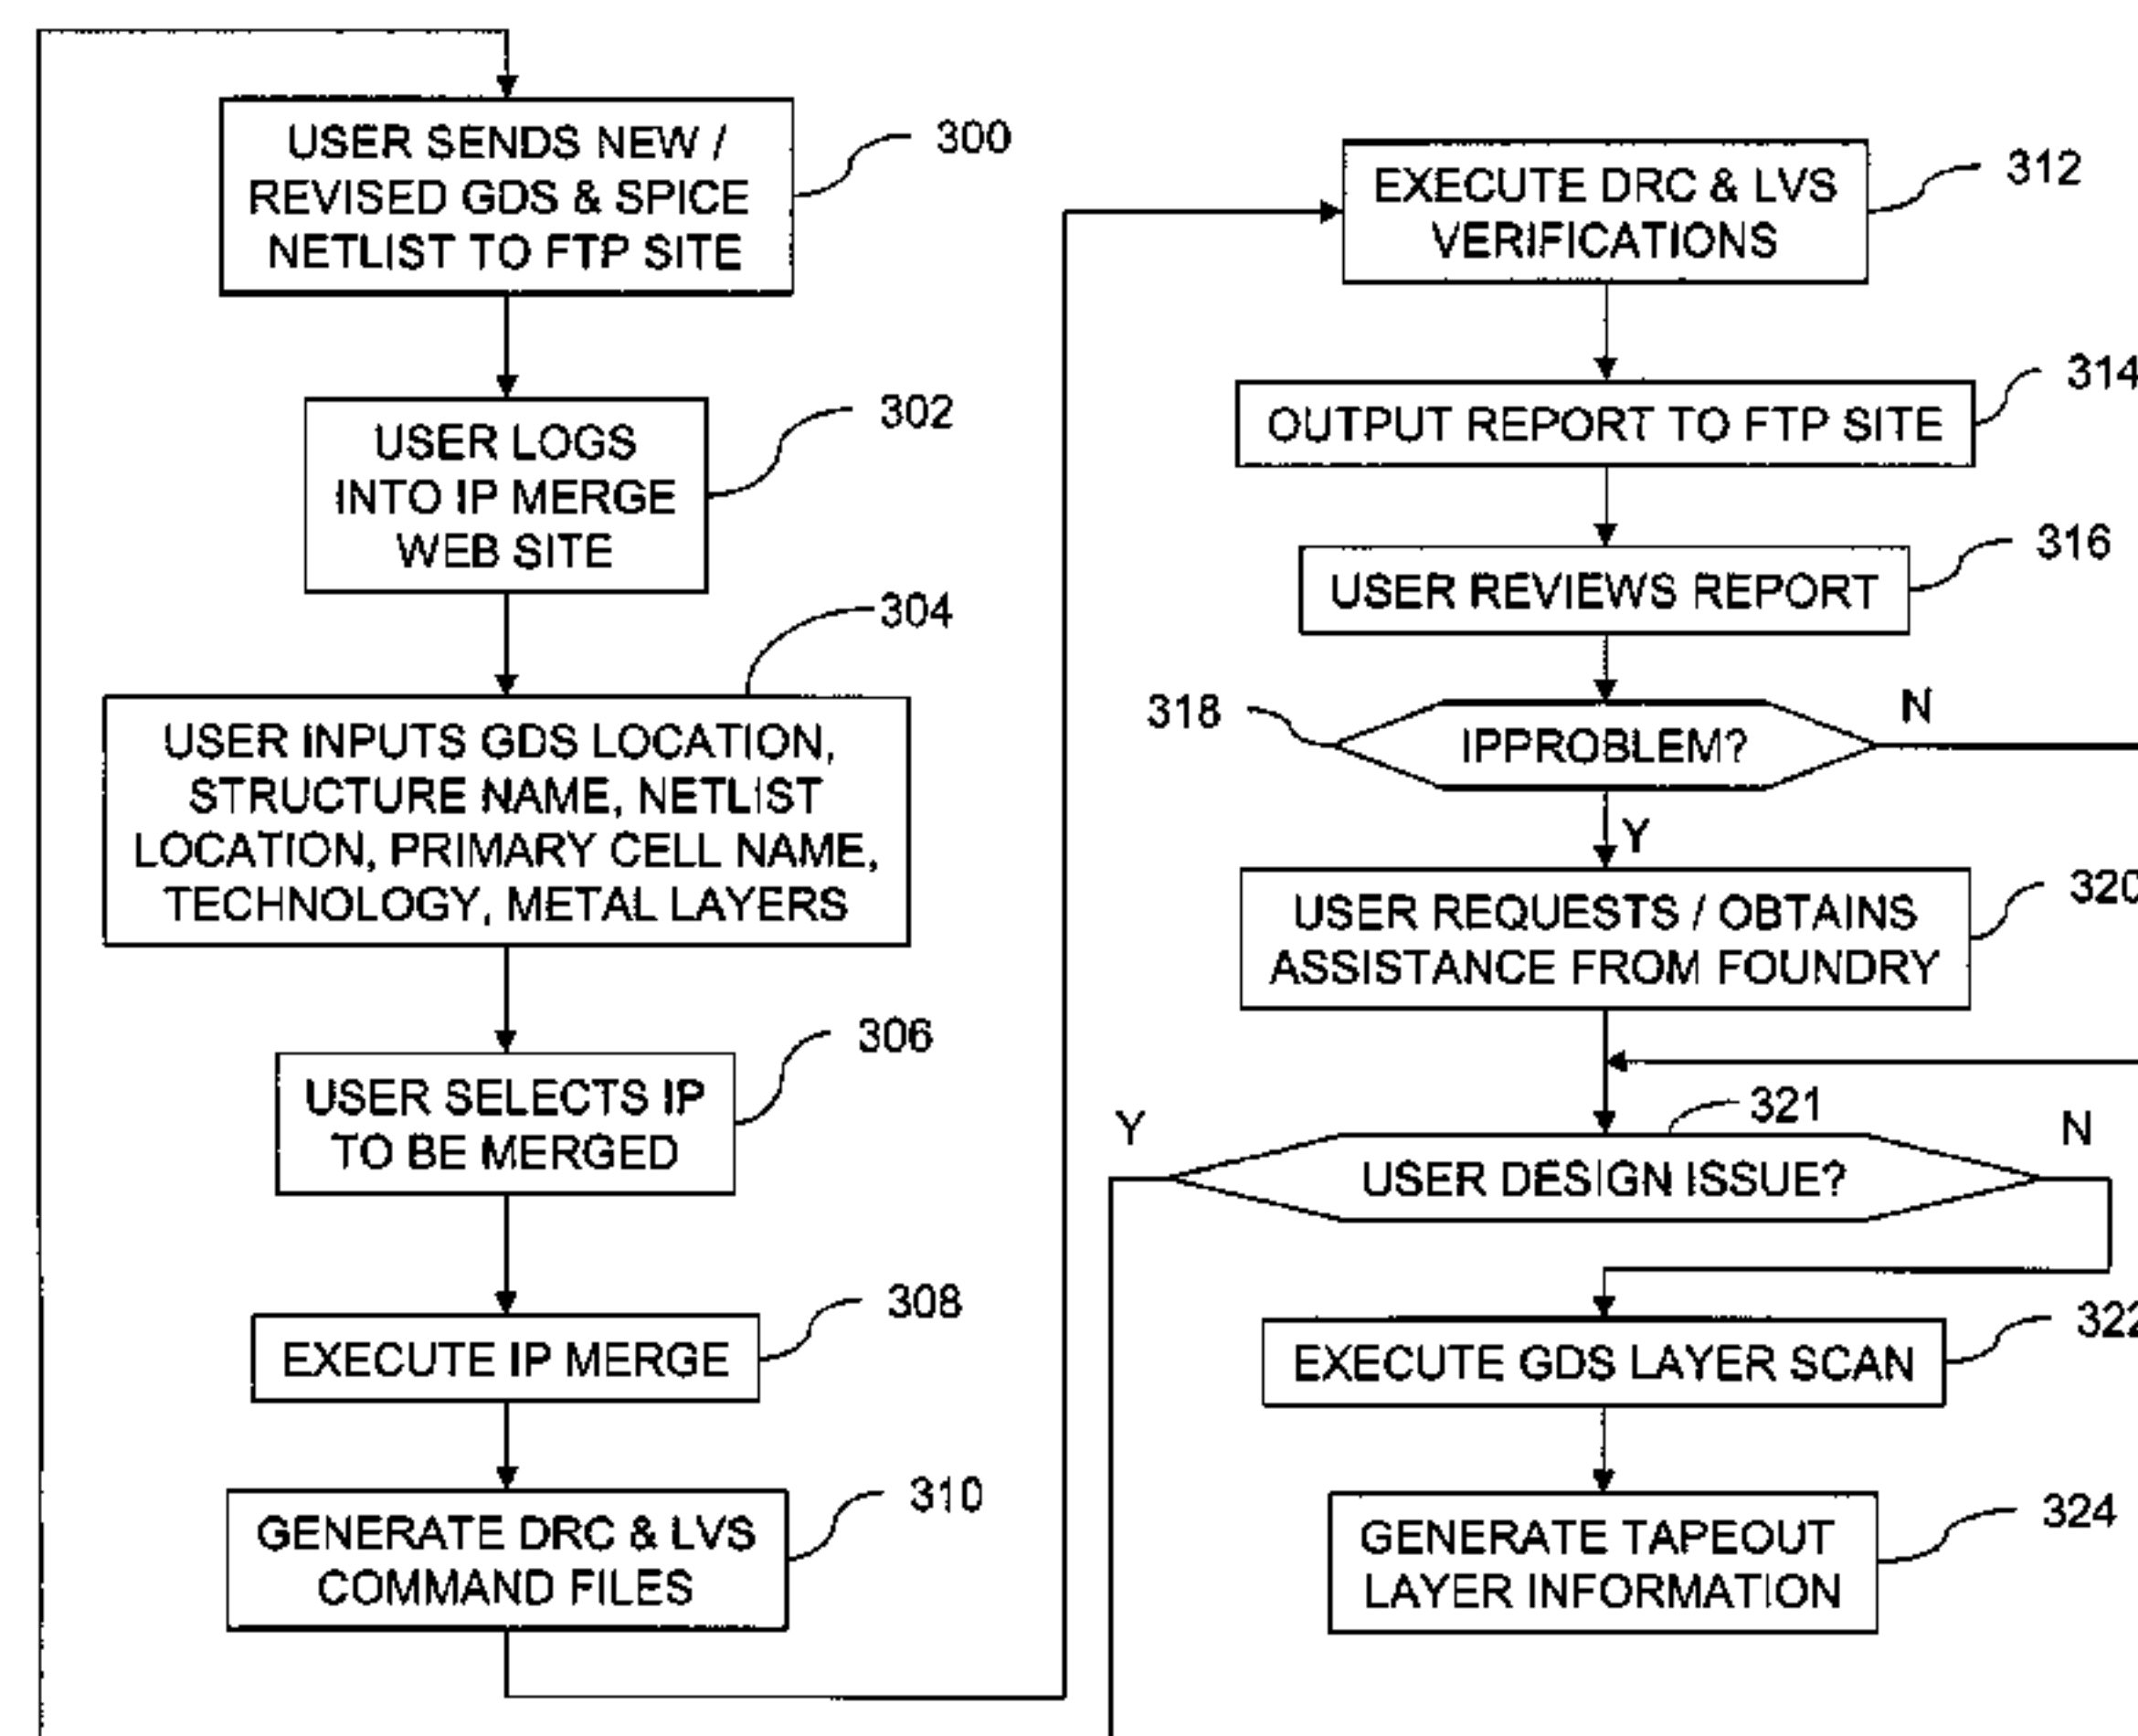 USER SENDS NEW /
REVISED GDS & SPICE
NETLIST TO FTP SITE
300
USER LOGS
INTO IP MERGE
WEB SITE
302
304
USER INPUTS GDS LOCATION,
STRUCTURE NAME, NETLIST
LOCATION, PRIMARY CELL NAME,
TECHNOLOGY, METAL LAYERS
306
USER SELECTS IP
TO BE MERGED
308
EXECUTE IP MERGE
310
GENERATE DRC & LVS
COMMAND FILES
312
EXECUTE DRC & LVS
VERIFICATIONS
314
OUTPUT REPORT TO FTP SITE
316
USER REVIEWS REPORT
318
IPPROBLEM?
N
Y
320
USER REQUESTS / OBTAINS
ASSISTANCE FROM FOUNDRY
321
Y
USER DESIGN ISSUE?
N
322
EXECUTE GDS LAYER SCAN
324
GENERATE TAPEOUT
LAYER INFORMATION